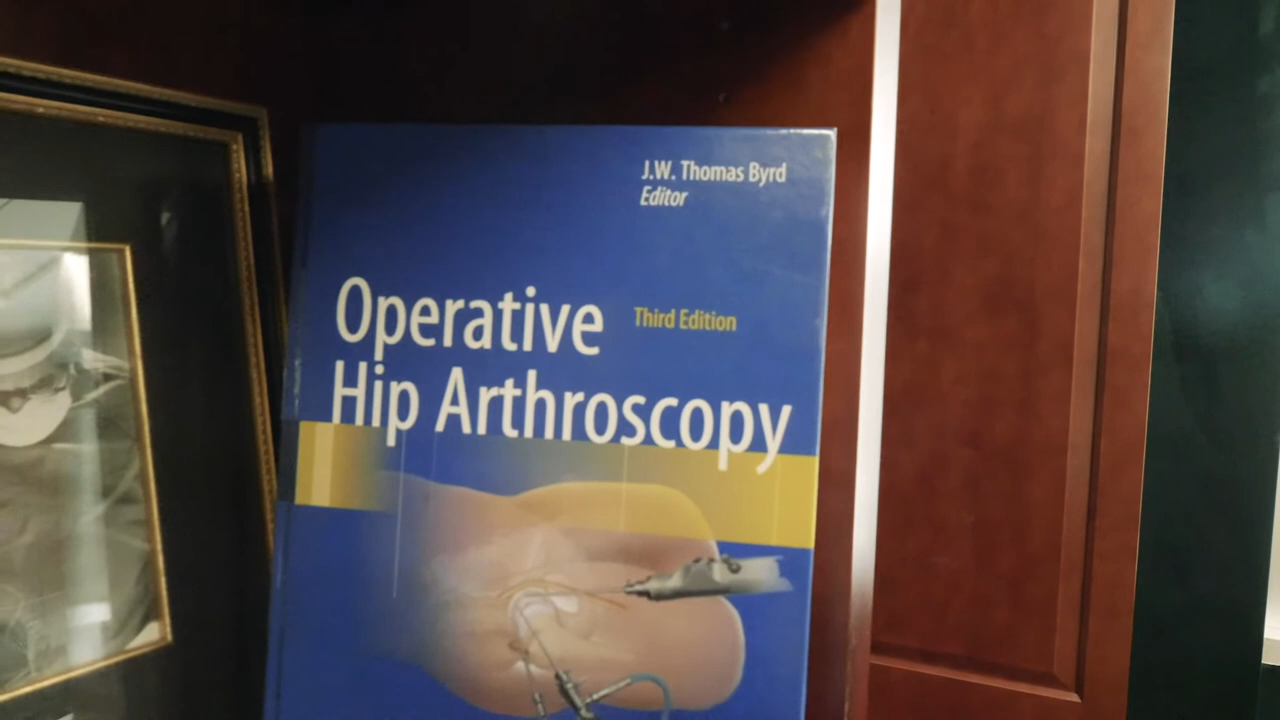 J.W. Thomas Byrd
Editor
Operative
Third Edition
Hip Arthroscopy